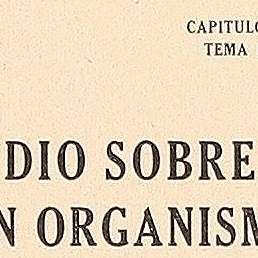 CAPITULO
TEMA
DIO SOBRE
N ORGANISM